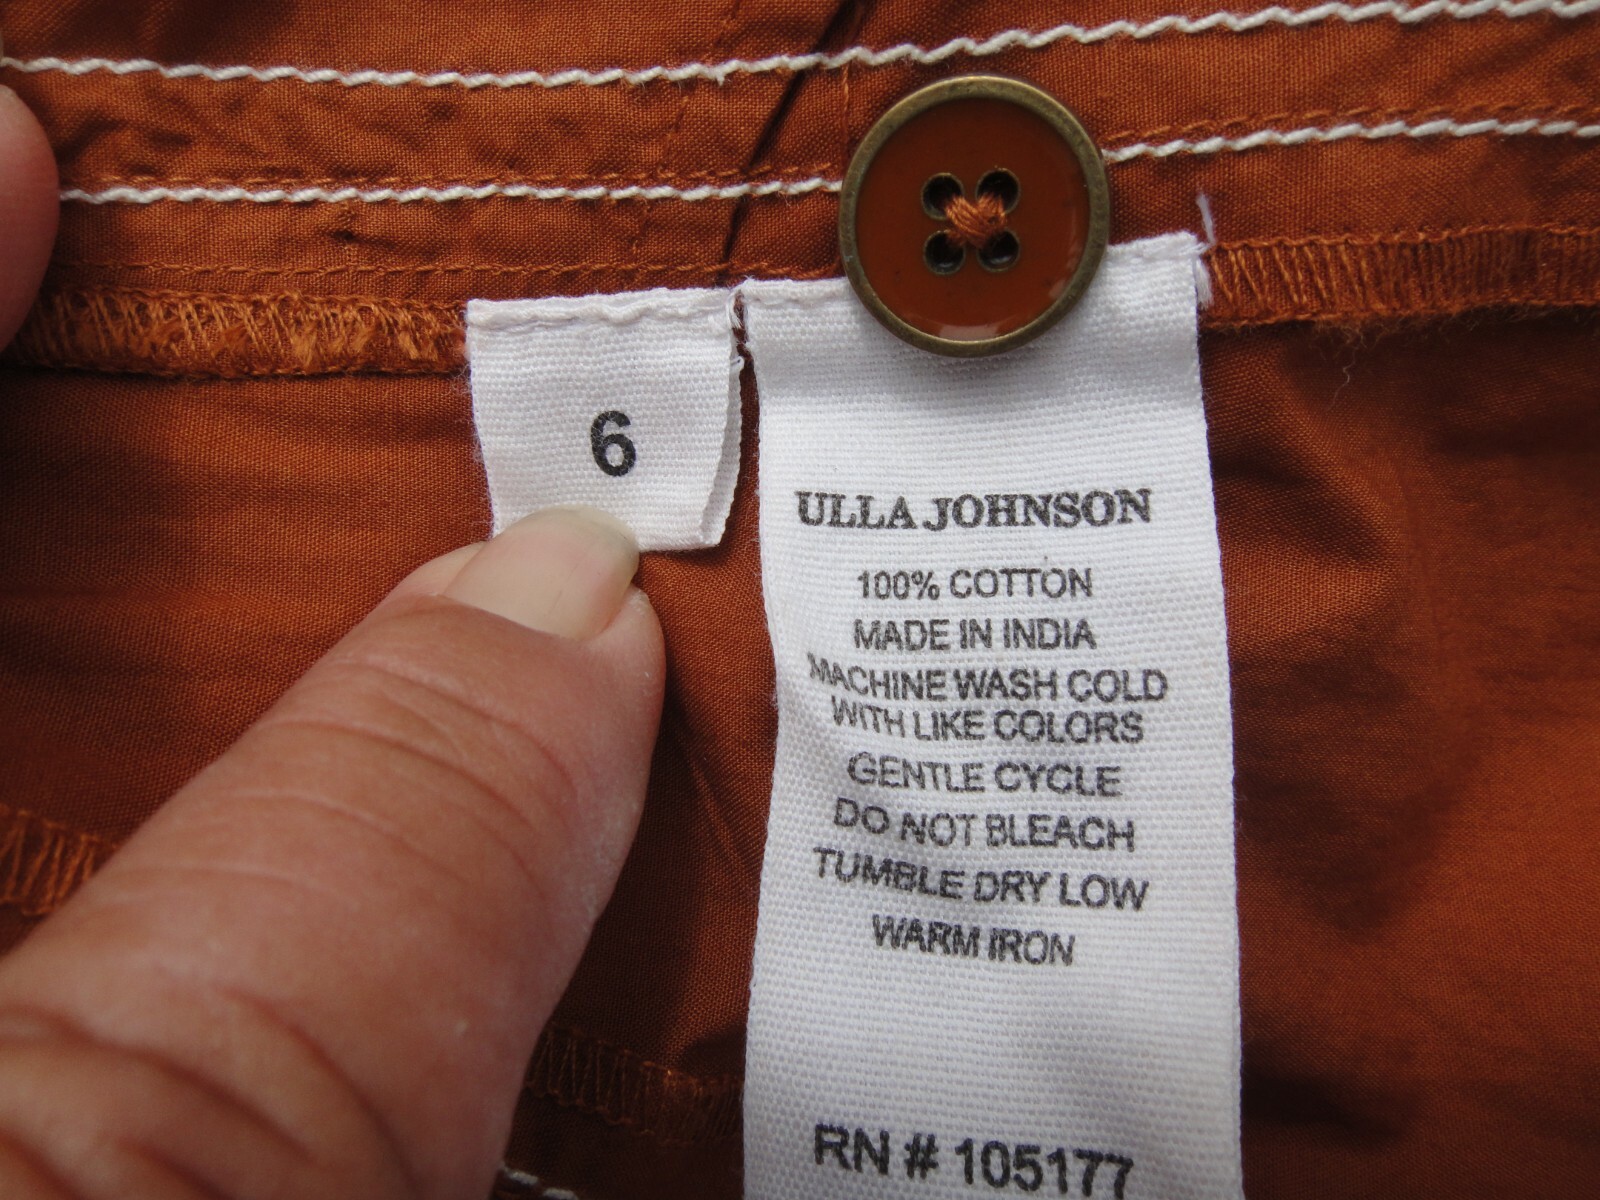 6
ULLA JOHNSON
100% COTTON
MADE IN INDIA
MACHINE WASH COLD
WITH LIKE COLORS
GENTLE CYCLE
DO NOT BLEACH
TUMBLE DRY LOW
WARM IRON
RN # 105177